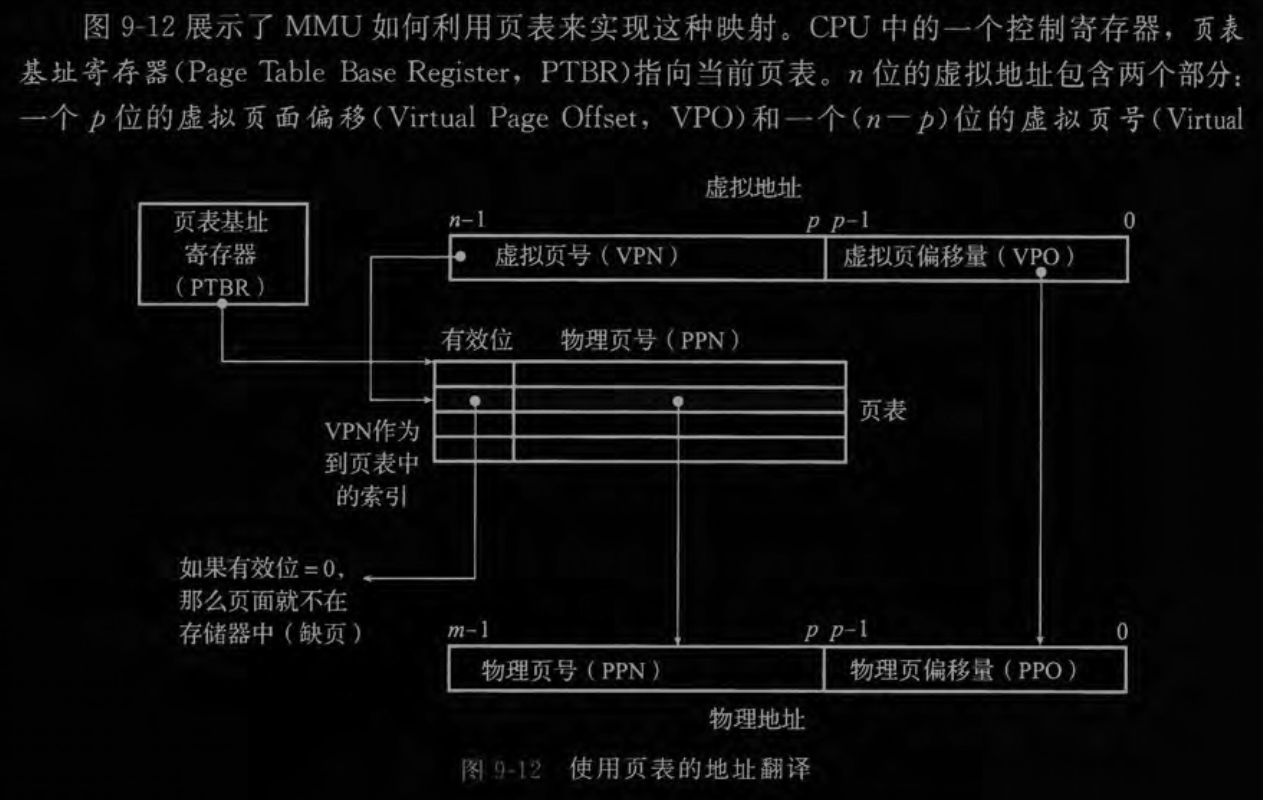 图 9-12 展示了 MMU 如何利用页表来实现这种映射。CPU 中的一个控制寄存器，页表
基址寄存器(Page Table Base Register，PTBR)指向当前页表。n 位的虚拟地址包含两个部分：
一个 p 位的虚拟页面偏移(Virtual Page Offset，VPO)和一个(n－p)位的虚拟页号(Virtual
虚拟地址
页表基址
寄存器
（PTBR）
n-1 p p-1 0
虚拟页号（VPN） 虚拟页偏移量（VPO）
有效位 物理页号（PPN）
页表
VPN作为
到页表中
的索引
如果有效位=0，
那么页面就不在
存储器中（缺页）
m-1 p p-1 0
物理页号（PPN） 物理页偏移量（PPO）
物理地址
图 9-12 使用页表的地址翻译